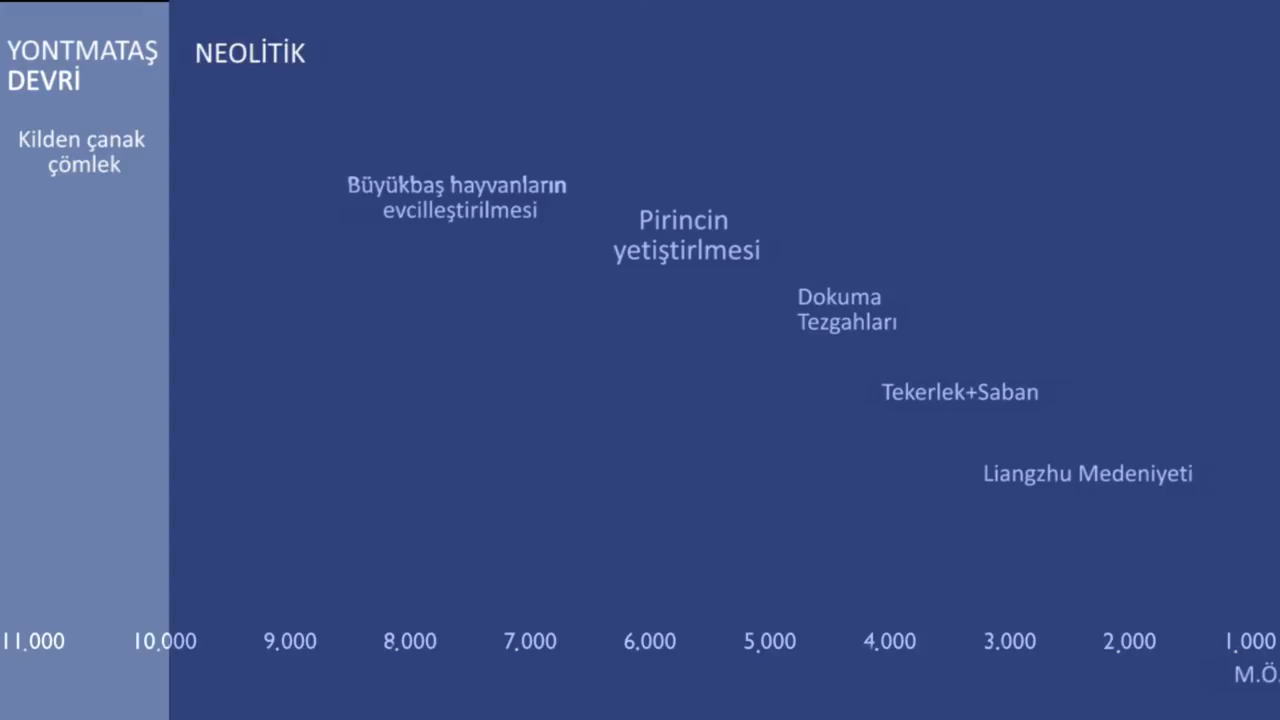 YONTMATAŞ
DEVRİ
NEOLİTİK
Kilden çanak
çömlek
Büyükbaş hayvanların
evcilleştirilmesi
Pirincin
yetiştirlmesi
Dokuma
Tezgahları
Tekerlek+Saban
Liangzhu Medeniyeti
11,000 10,000 9,000 8,000 7,000 6,000 5,000 4,000 3,000 2,000 1,000
M.Ö.